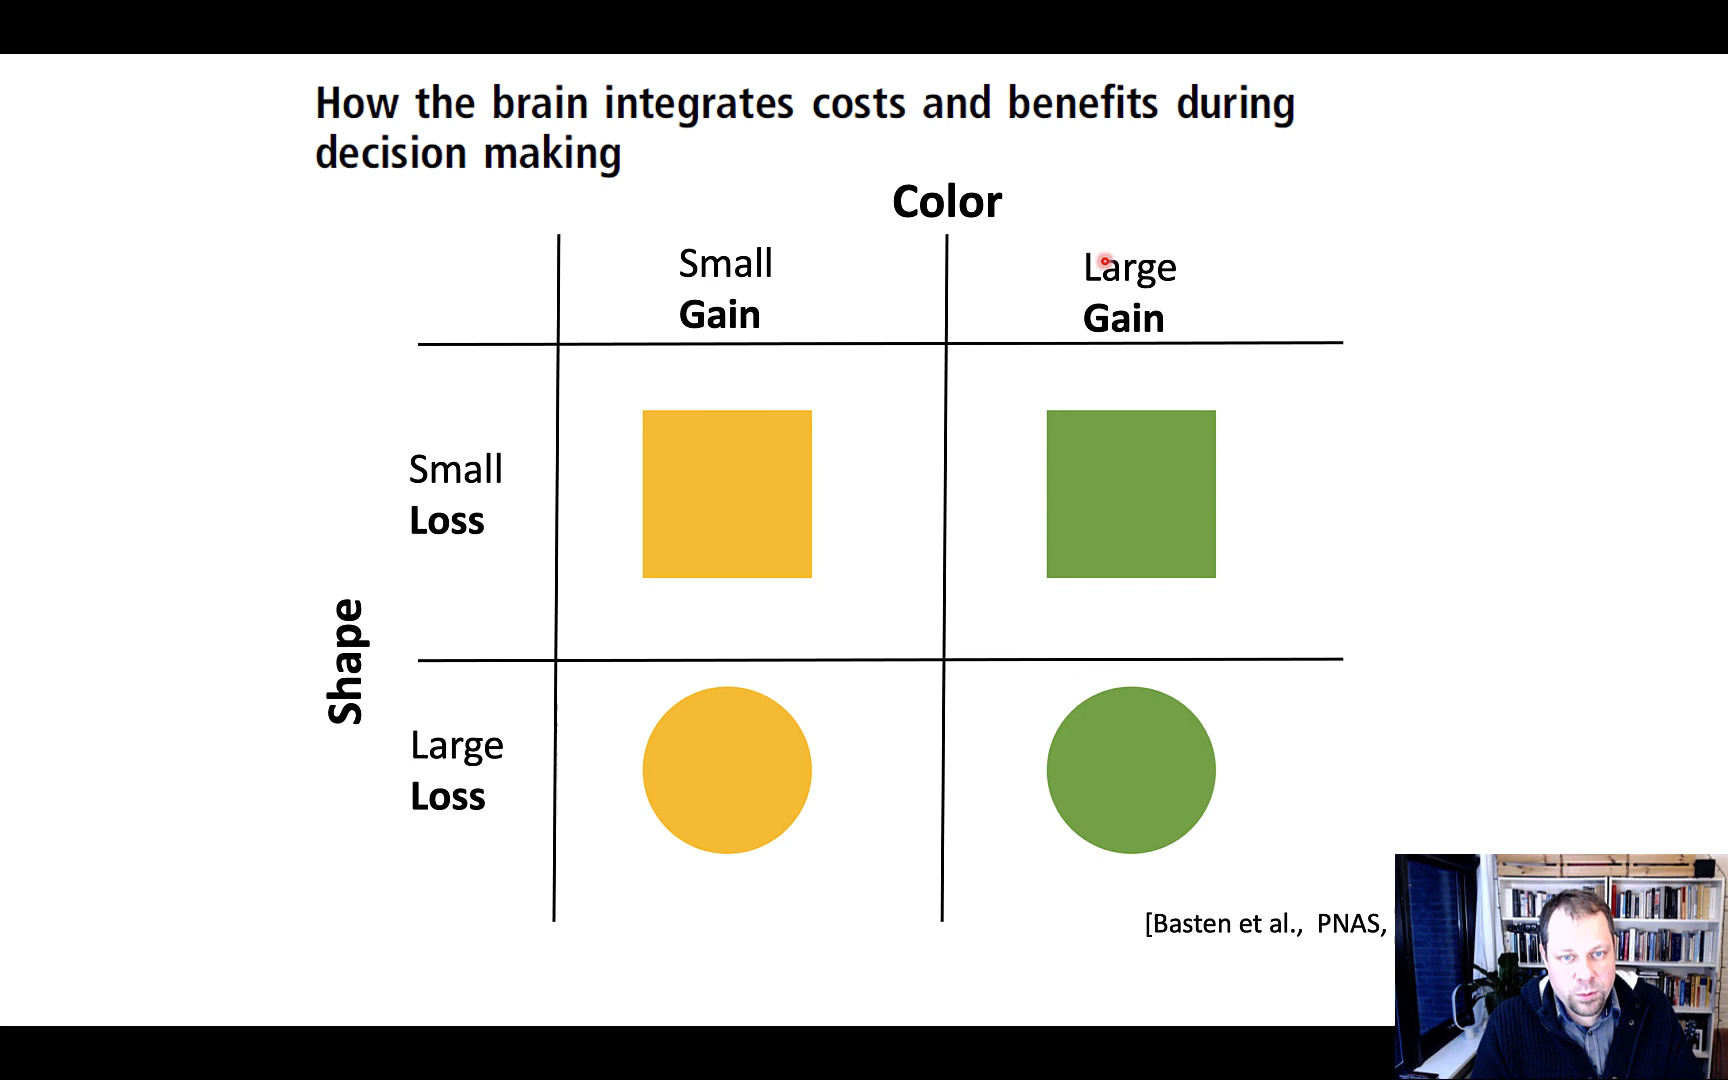 How the brain integrates costs and benefits during
decision making
Color
Small
Gain
Large
Gain
Small
Loss
Shape
Large
Loss
[Basten et al., PNAS,